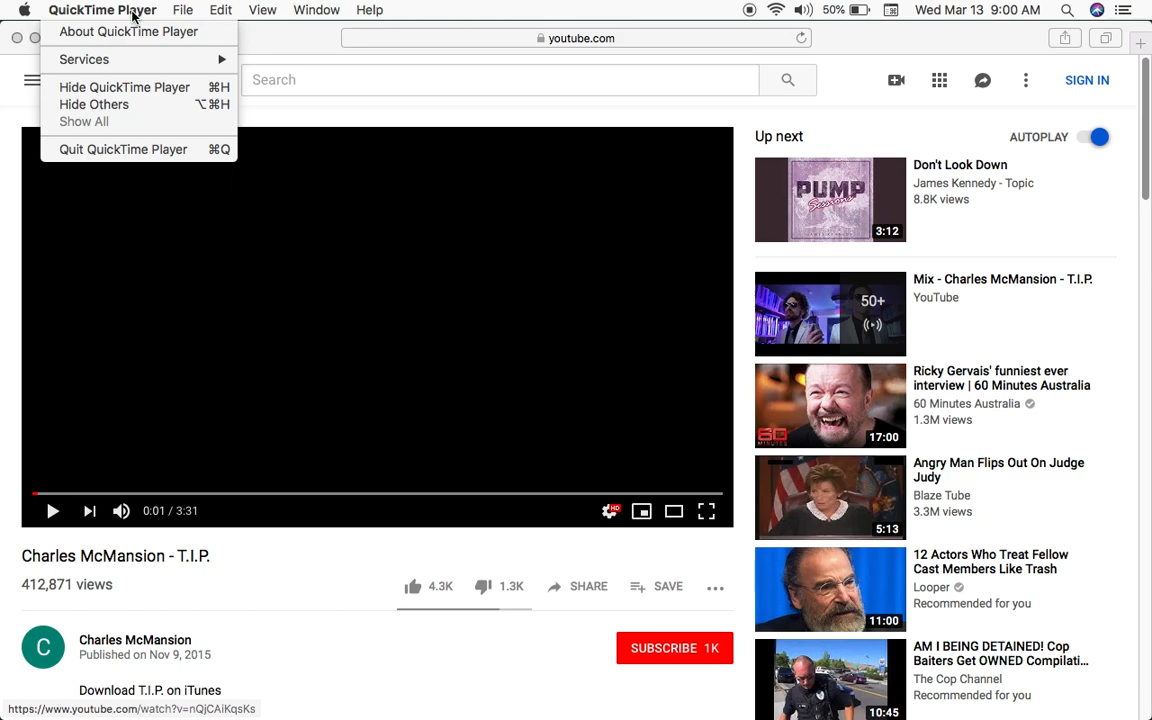 QuickTime Player File Edit View Window Help 50% Wed Mar 13 9:00 AM
About QuickTime Player
Services
Hide QuickTime Player ⌘H
Hide Others ⌥⌘H
Show All
Quit QuickTime Player ⌘Q
youtube.com
Search
SIGN IN
0:01 / 3:31
HD
Charles McMansion - T.I.P.
412,871 views
4.3K 1.3K SHARE SAVE
C
Charles McMansion
Published on Nov 9, 2015
SUBSCRIBE 1K
Download T.I.P. on iTunes
https://www.youtube.com/watch?v=nQjCAiKqsKs
Up next
AUTOPLAY
PUMP
Sessions
3:12
Don't Look Down
James Kennedy - Topic
8.8K views
50+
Mix - Charles McMansion - T.I.P.
YouTube
60
MINUTES
17:00
Ricky Gervais' funniest ever
interview | 60 Minutes Australia
60 Minutes Australia
1.3M views
5:13
Angry Man Flips Out On Judge
Judy
Blaze Tube
3.3M views
11:00
12 Actors Who Treat Fellow
Cast Members Like Trash
Looper
Recommended for you
10:45
AM I BEING DETAINED! Cop
Baiters Get OWNED Compilati...
The Cop Channel
Recommended for you